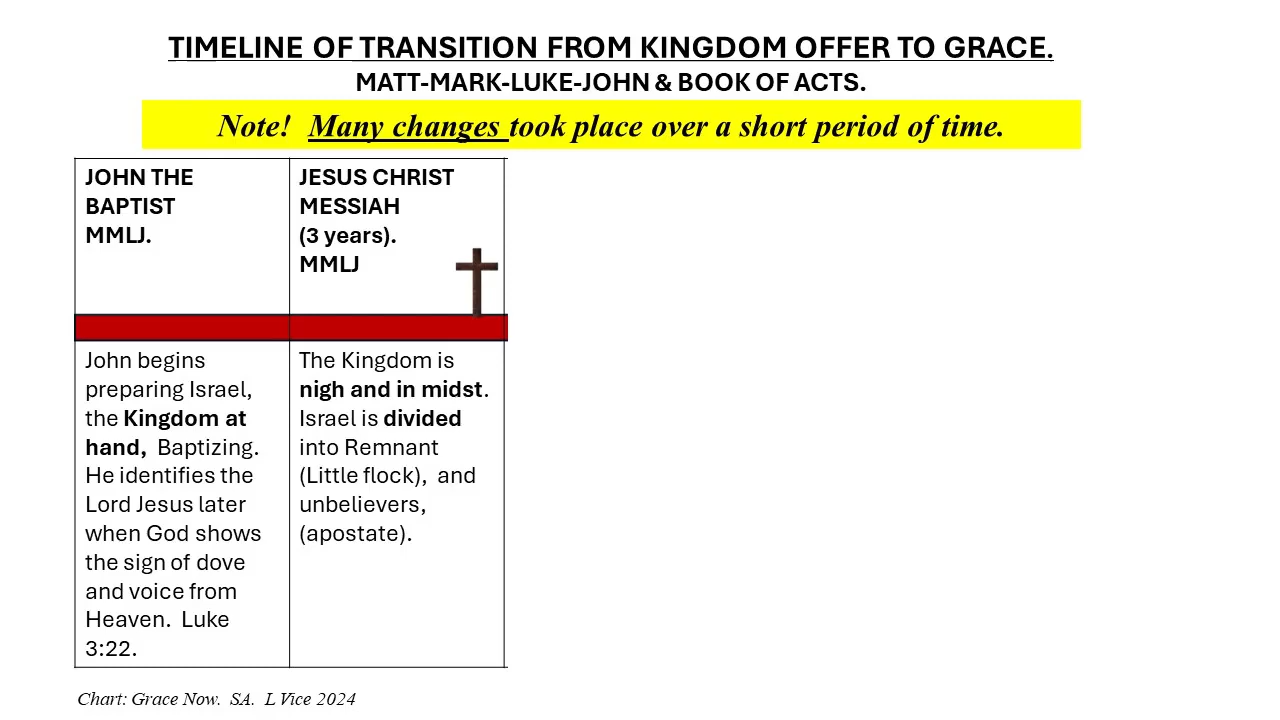 TIMELINE OF TRANSITION FROM KINGDOM OFFER TO GRACE.
MATT-MARK-LUKE-JOHN & BOOK OF ACTS.
Note! Many changes took place over a short period of time.
JOHN THE
BAPTIST
MMLJ.
JESUS CHRIST
MESSIAH
(3 years).
MMLJ
John begins
preparing Israel,
the Kingdom at
hand, Baptizing.
He identifies the
Lord Jesus later
when God shows
the sign of dove
and voice from
Heaven. Luke
3:22.
The Kingdom is
nigh and in midst.
Israel is divided
into Remnant
(Little flock), and
unbelievers,
(apostate).
Chart: Grace Now. SA. L Vice 2024